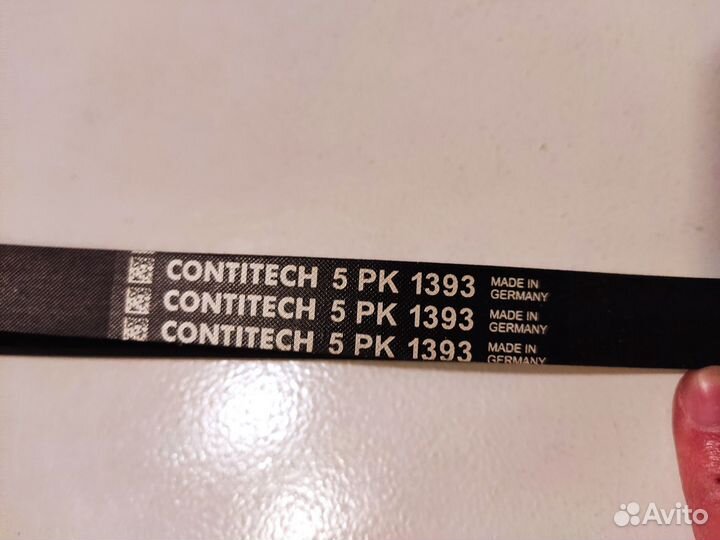 CONTITECH 5 PK 1393 MADE IN
GERMANY
CONTITECH 5 PK 1393 MADE IN
GERMANY
CONTITECH 5 PK 1393 MADE IN
GERMANY
Avito